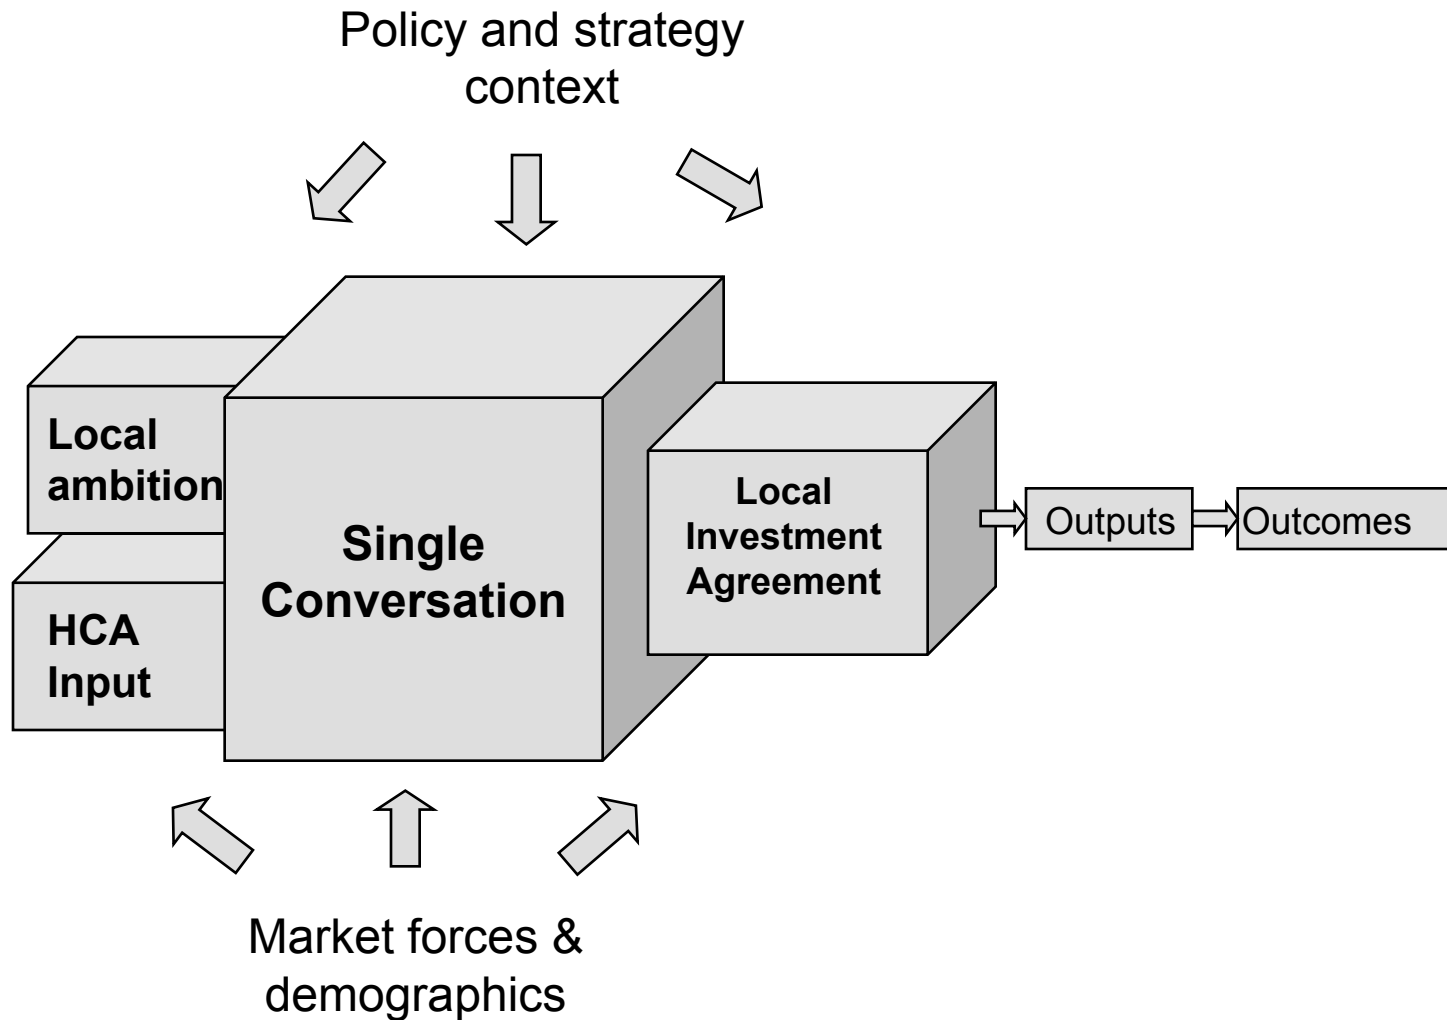 Policy and strategy
context
Local
ambition
HCA
Input
Single
Conversation
Local
Investment
Agreement
Outputs
Outcomes
Market forces &
demographics